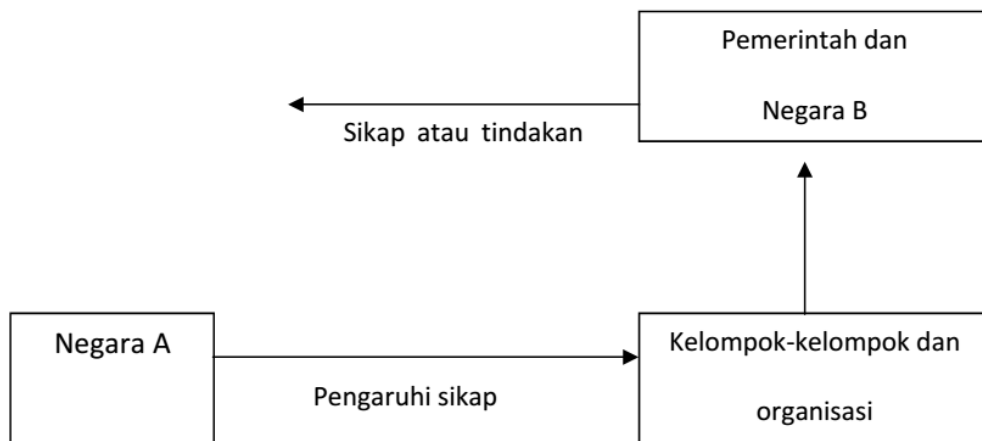 Pemerintah dan
Negara B
Sikap atau tindakan
Negara A
Pengaruhi sikap
Kelompok-kelompok dan
organisasi